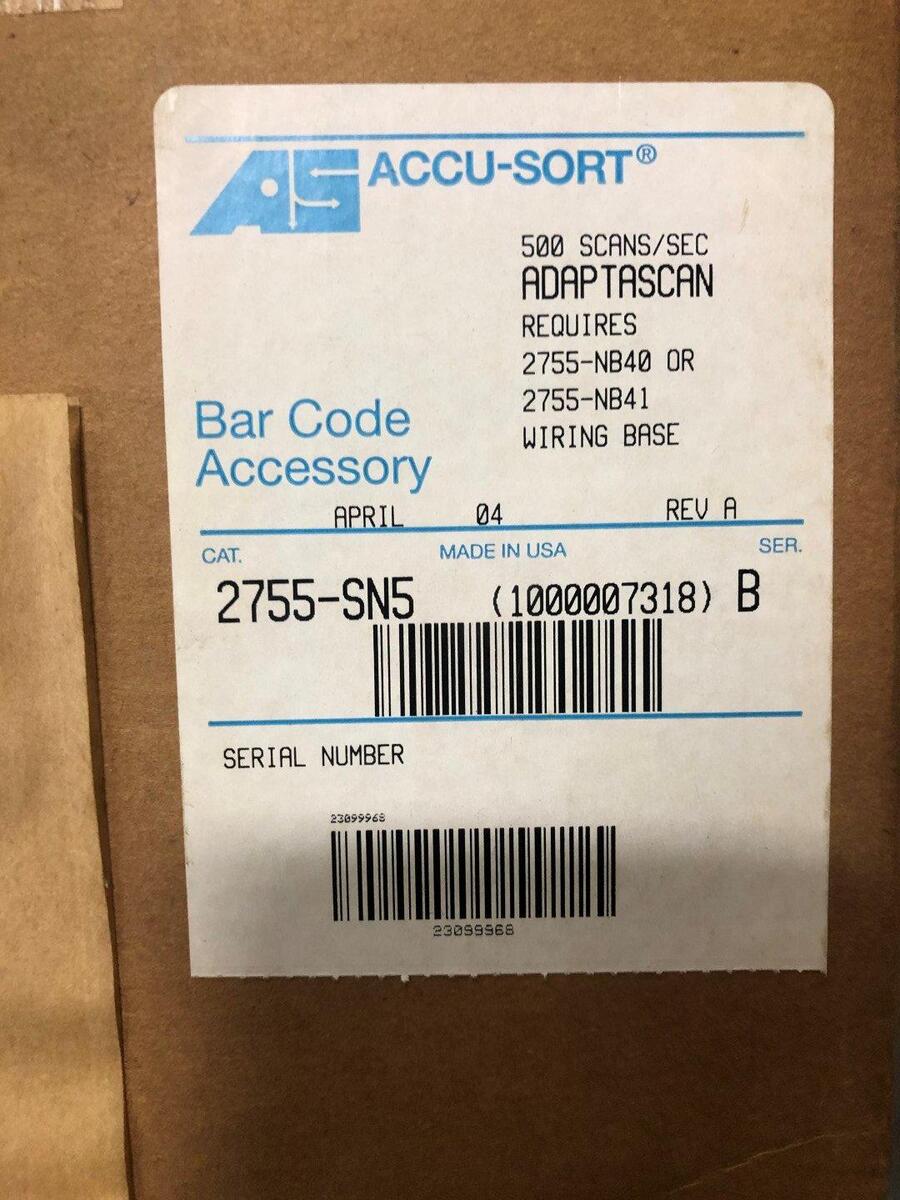 AS ACCU-SORT®
500 SCANS/SEC
ADAPTASCAN
REQUIRES
2755-NB40 OR
2755-NB41
WIRING BASE
Bar Code
Accessory
APRIL 04 REV A
CAT. MADE IN USA SER.
2755-SN5 (1000007318) B
SERIAL NUMBER
23099968
23099968